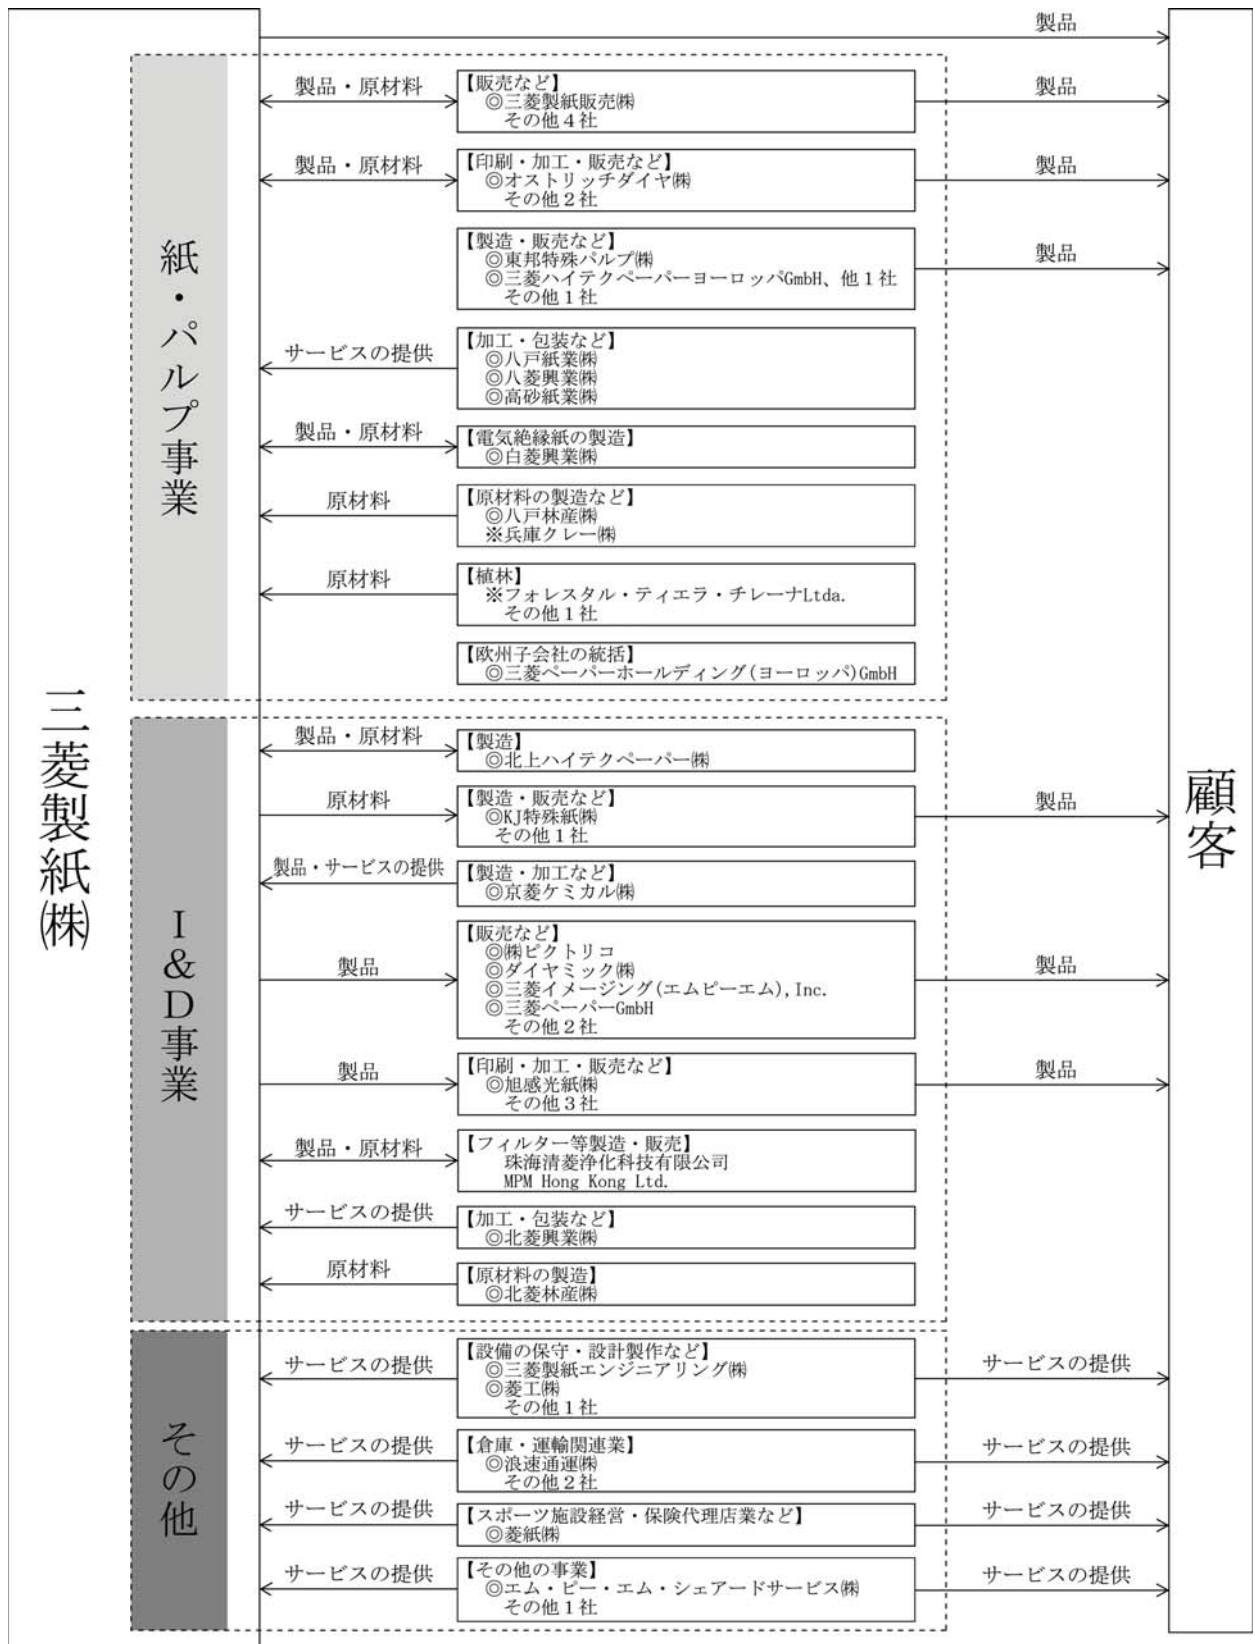 製品
製品・原材料
【販売など】
◎三菱製紙販売㈱
その他４社
製品
製品・原材料
【印刷・加工・販売など】
◎オストリッチダイヤ㈱
その他２社
製品
【製造・販売など】
◎東邦特殊パルプ㈱
◎三菱ハイテクペーパーヨーロッパGmbH、他１社
その他１社
製品
サービスの提供
【加工・包装など】
◎八戸紙業㈱
◎八菱興業㈱
◎高砂紙業㈱
製品・原材料
【電気絶縁紙の製造】
◎白菱興業㈱
原材料
【原材料の製造など】
◎八戸林産㈱
※兵庫クレー㈱
原材料
【植林】
※フォレスタル・ティエラ・チレーナLtda.
その他１社
【欧州子会社の統括】
◎三菱ペーパーホールディング(ヨーロッパ)GmbH
紙・パルプ事業
三菱製紙㈱
顧客
製品・原材料
【製造】
◎北上ハイテクペーパー㈱
原材料
【製造・販売など】
◎KJ特殊紙㈱
その他１社
製品
製品・サービスの提供
【製造・加工など】
◎京菱ケミカル㈱
製品
【販売など】
◎㈱ピクトリコ
◎ダイヤミック㈱
◎三菱イメージング(エムピーエム),Inc.
◎三菱ペーパーGmbH
その他２社
製品
製品
【印刷・加工・販売など】
◎旭感光紙㈱
その他３社
製品
製品・原材料
【フィルター等製造・販売】
珠海清菱浄化科技有限公司
MPM Hong Kong Ltd.
サービスの提供
【加工・包装など】
◎北菱興業㈱
原材料
【原材料の製造】
◎北菱林産㈱
I&D事業
サービスの提供
【設備の保守・設計製作など】
◎三菱製紙エンジニアリング㈱
◎菱工㈱
その他１社
サービスの提供
サービスの提供
【倉庫・運輸関連業】
◎浪速通運㈱
その他２社
サービスの提供
サービスの提供
【スポーツ施設経営・保険代理店業など】
◎菱紙㈱
サービスの提供
サービスの提供
【その他の事業】
◎エム・ピー・エム・シェアードサービス㈱
その他１社
サービスの提供
その他